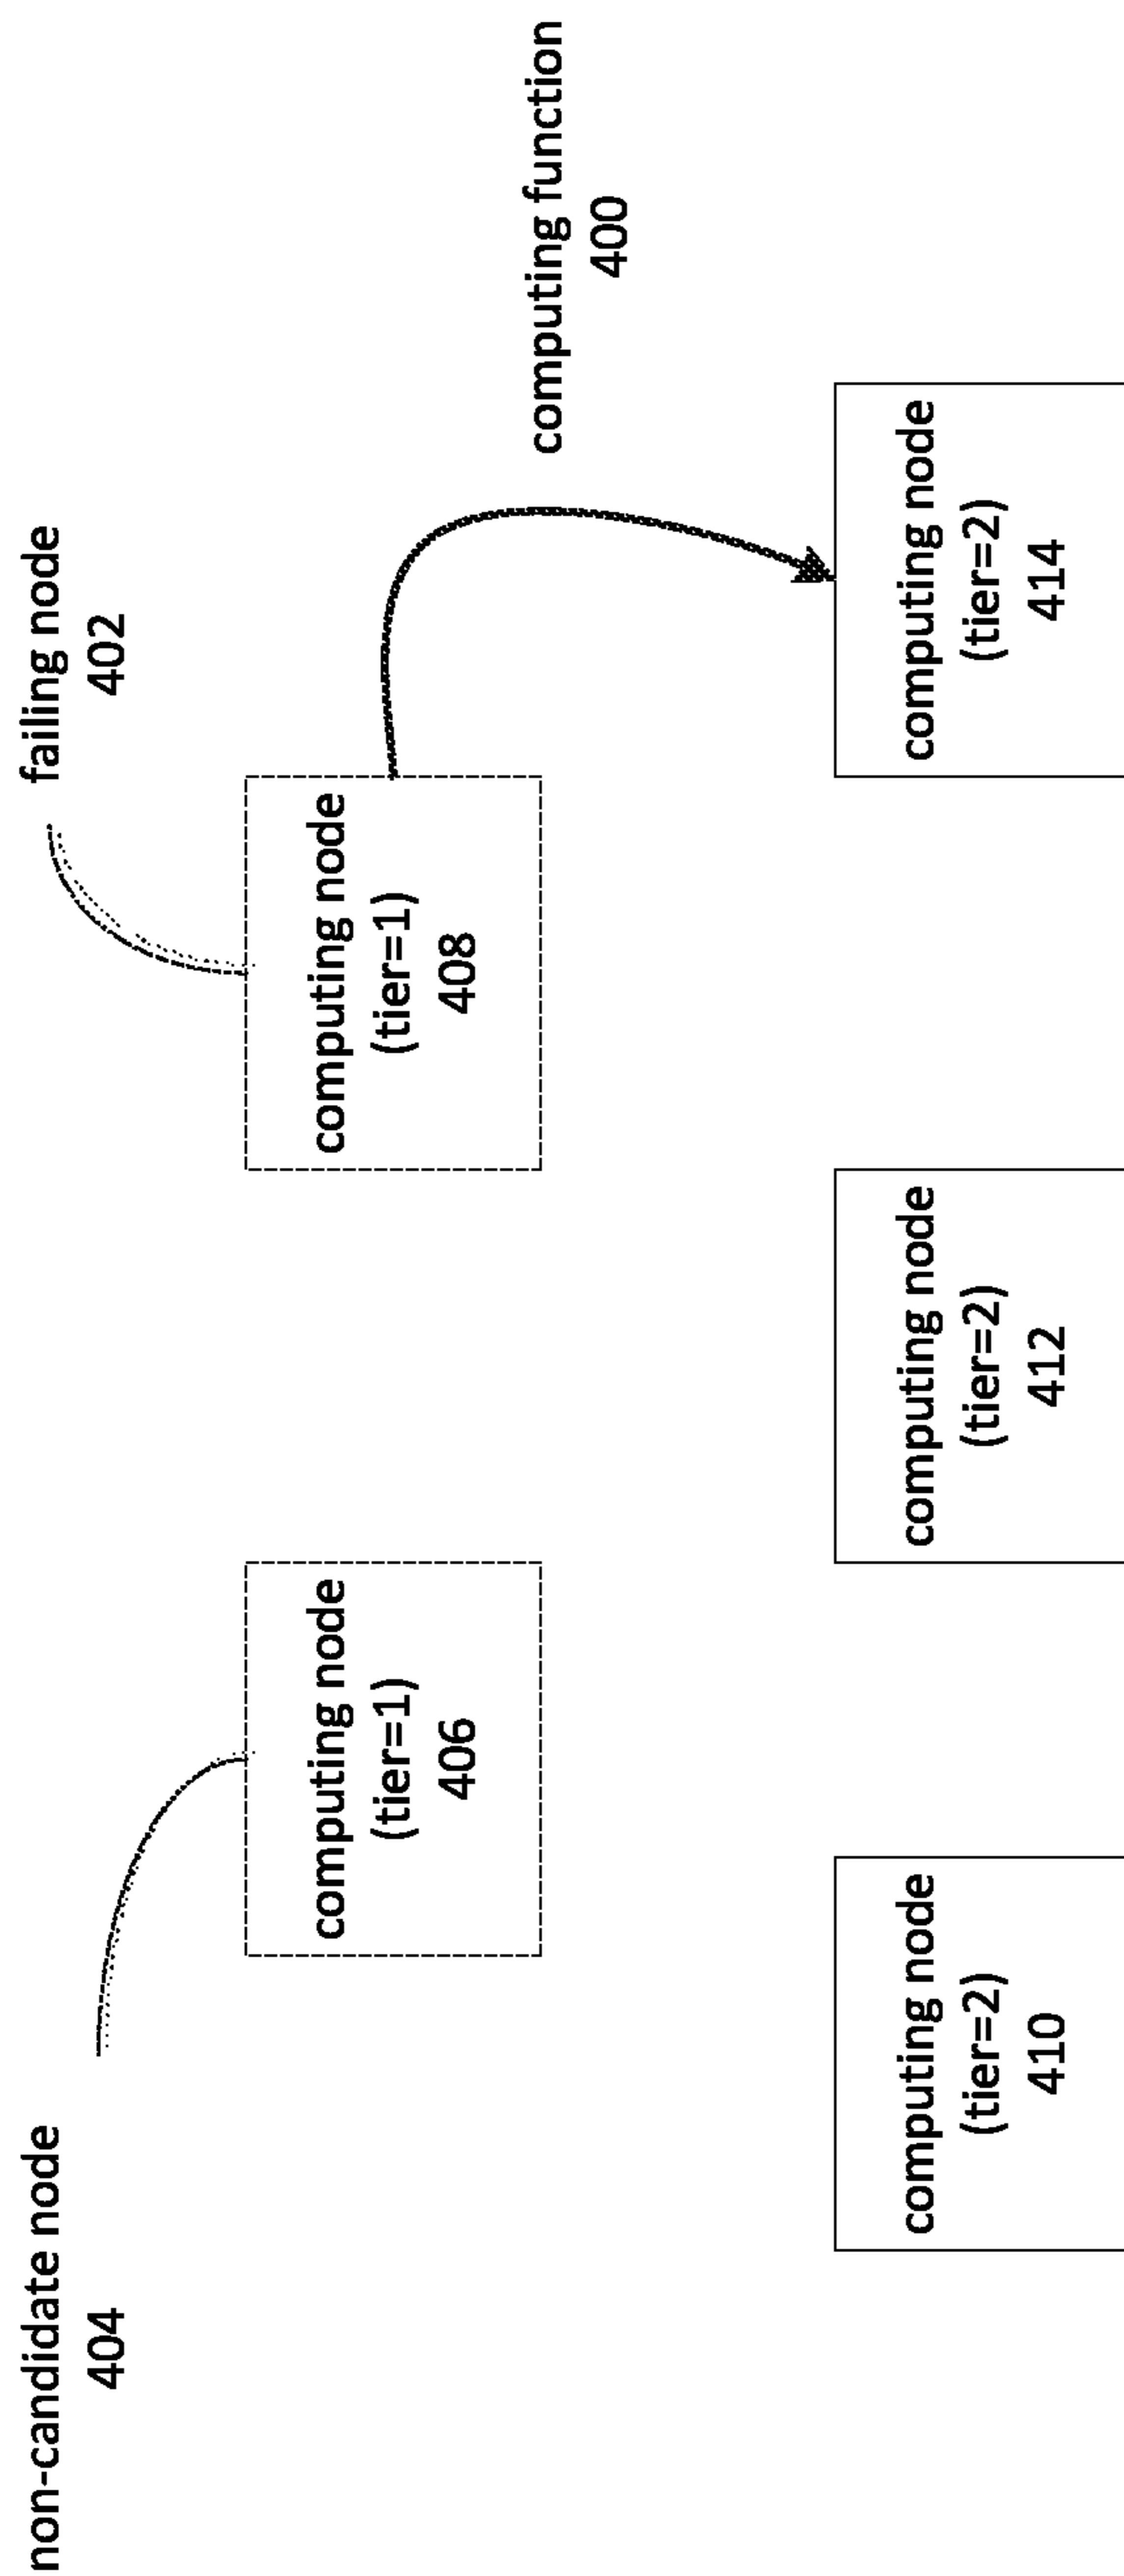 non-candidate node
404
failing node
402
computing node
(tier=1)
406
computing node
(tier=1)
408
computing function
400
computing node
(tier=2)
410
computing node
(tier=2)
412
computing node
(tier=2)
414